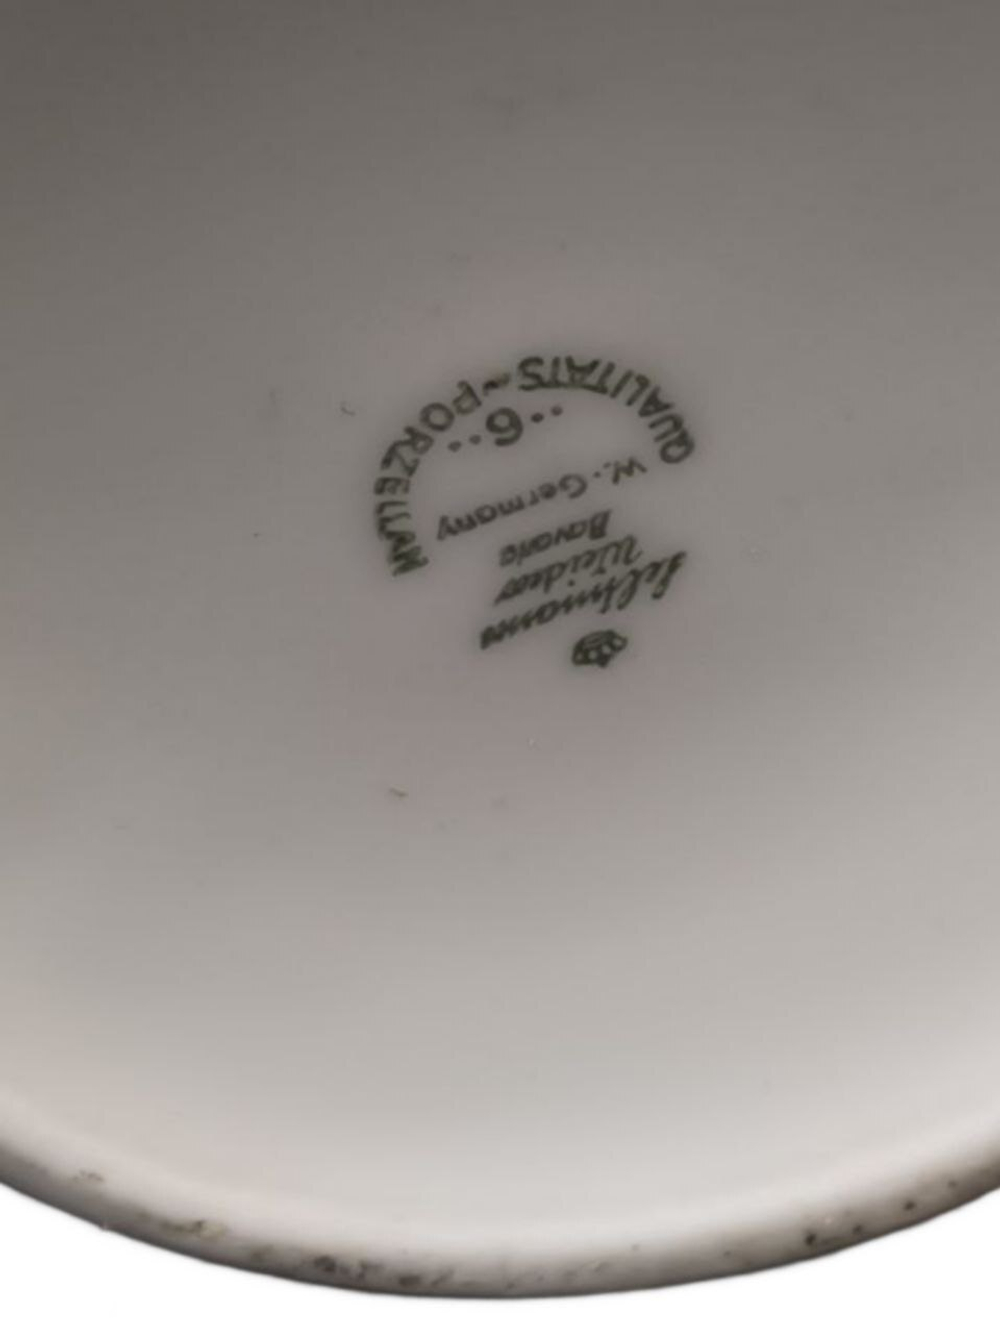 Seltmann
Weiden
Bavaria
W. Germany
..6..
QUALITÄTS-PORZELLAN